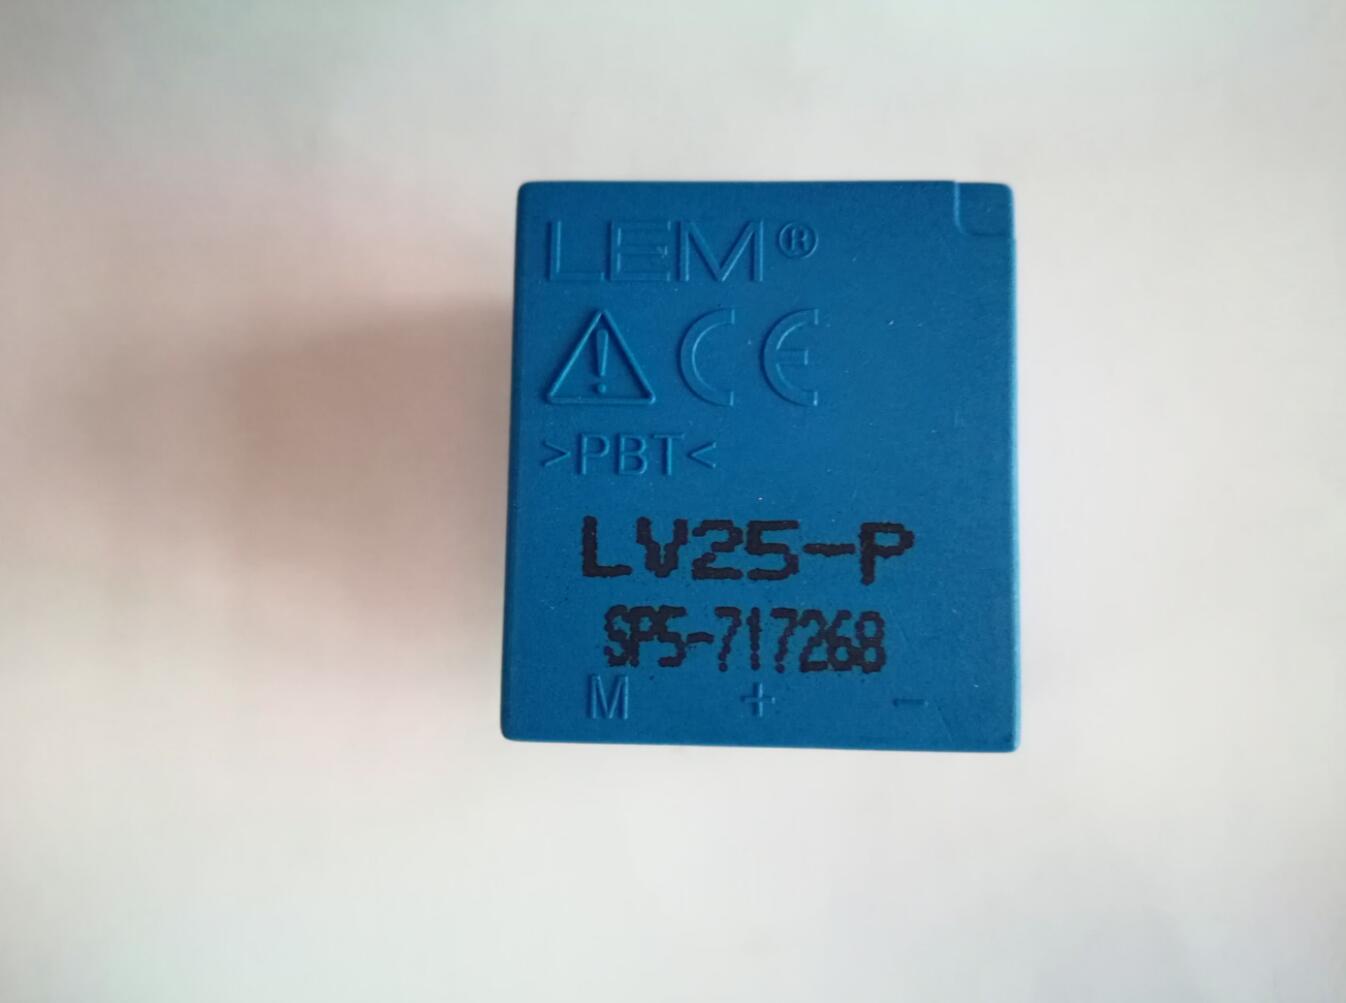 LEM®
CE
>PBT<
LV25-P
SP5-717268
M + -